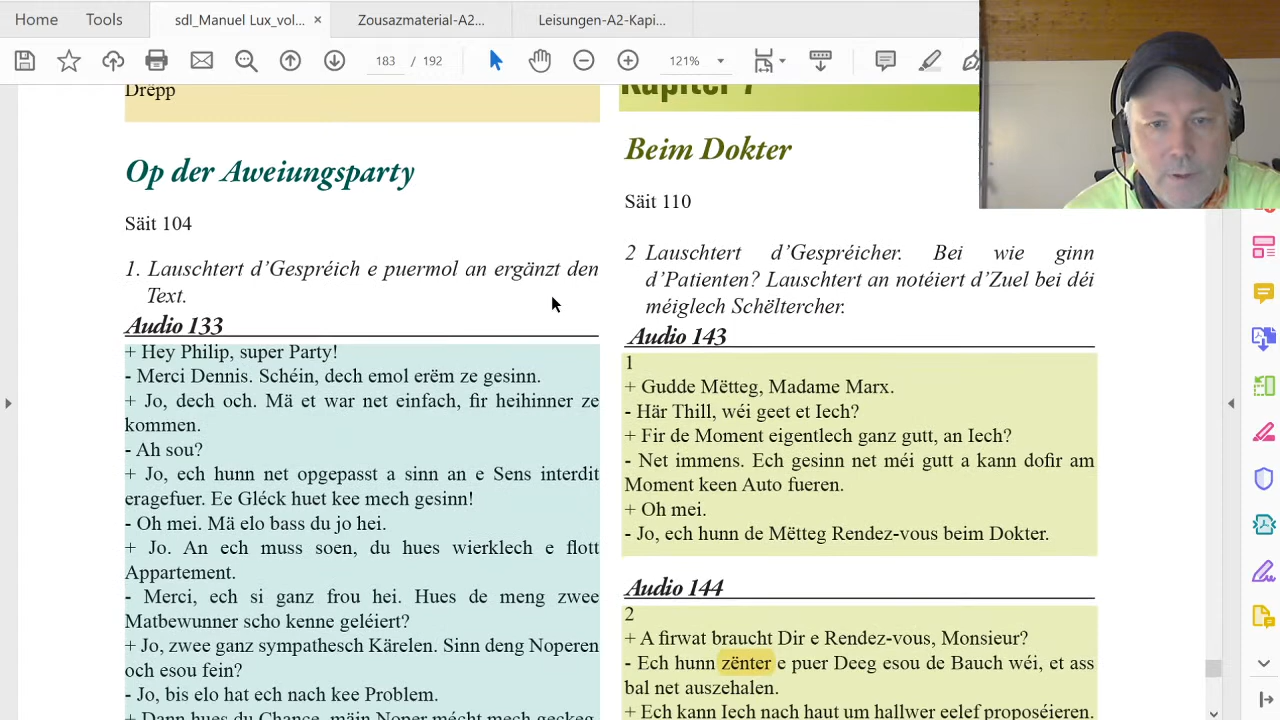 Home
Tools
sdl_Manuel Lux_vol... ×
Zousazmaterial-A2...
Leisungen-A2-Kapi...
183 / 192
121%
Drëpp
Op der Aweiungsparty
Säit 104
1. Lauschtert d'Gespréich e puermol an ergänzt den
Text.
Audio 133
+ Hey Philip, super Party!
- Merci Dennis. Schéin, dech emol erëm ze gesinn.
+ Jo, dech och. Mä et war net einfach, fir heihinner ze
kommen.
- Ah sou?
+ Jo, ech hunn net opgepasst a sinn an e Sens interdit
eragefuer. Ee Gléck huet kee mech gesinn!
- Oh mei. Mä elo bass du jo hei.
+ Jo. An ech muss soen, du hues wierklech e flott
Appartement.
- Merci, ech si ganz frou hei. Hues de meng zwee
Matbewunner scho kenne geléiert?
+ Jo, zwee ganz sympathesch Kärelen. Sinn deng Noperen
och esou fein?
- Jo, bis elo hat ech nach kee Problem.
+ Dann hues du Chance, mäin Noper mécht mech geckeg,
Kapitel 7
Beim Dokter
Säit 110
2 Lauschtert d'Gespréicher. Bei wie ginn
d'Patienten? Lauschtert an notéiert d'Zuel bei déi
méiglech Schëltercher.
Audio 143
1
+ Gudde Mëtteg, Madame Marx.
- Här Thill, wéi geet et Iech?
+ Fir de Moment eigentlech ganz gutt, an Iech?
- Net immens. Ech gesinn net méi gutt a kann dofir am
Moment keen Auto fueren.
+ Oh mei.
- Jo, ech hunn de Mëtteg Rendez-vous beim Dokter.
Audio 144
2
+ A firwat braucht Dir e Rendez-vous, Monsieur?
- Ech hunn zënter e puer Deeg esou de Bauch wéi, et ass
bal net auszehalen.
+ Ech kann Iech nach haut um hallwer eelef proposéieren.